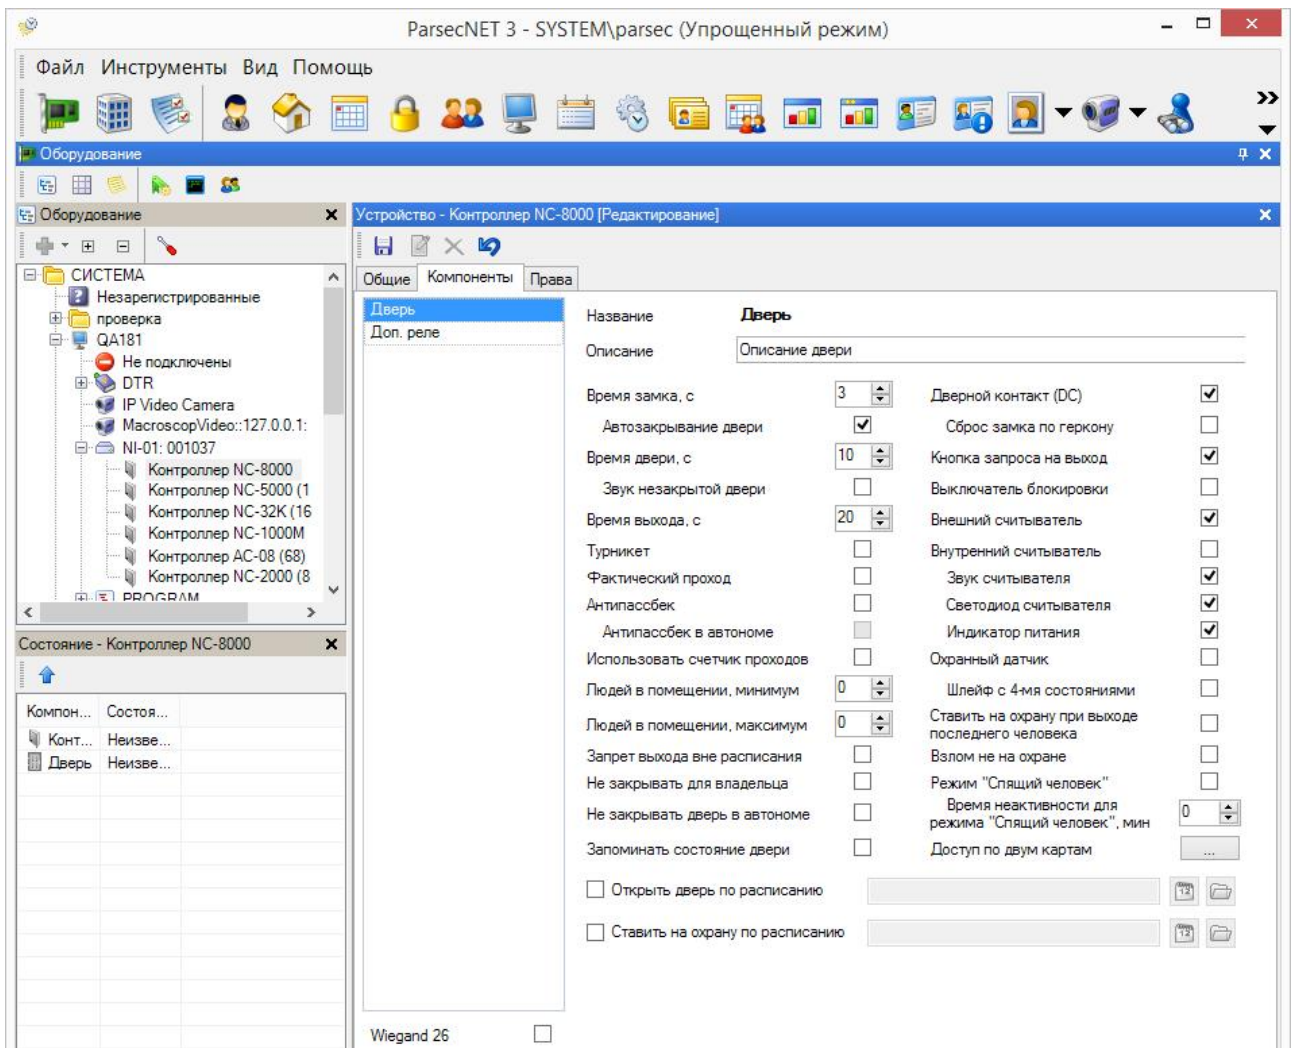 ParsecNET 3 - SYSTEM\parsec (Упрощенный режим)
Файл Инструменты Вид Помощь
Оборудование
Оборудование
СИСТЕМА
Незарегистрированные
проверка
QA181
Не подключены
DTR
IP Video Camera
MacroscopVideo::127.0.0.1:
NI-01: 001037
Контроллер NC-8000
Контроллер NC-5000 (1
Контроллер NC-32K (16
Контроллер NC-1000M
Контроллер AC-08 (68)
Контроллер NC-2000 (8
PROGRAM
Состояние - Контроллер NC-8000
Компон... Состоя...
Конт... Неизве...
Дверь Неизве...
Устройство - Контроллер NC-8000 [Редактирование]
Общие Компоненты Права
Дверь
Доп. реле
Wiegand 26
Название Дверь
Описание Описание двери
Время замка, с 3
Автозакрывание двери
Время двери, с 10
Звук незакрытой двери
Время выхода, с 20
Турникет
Фактический проход
Антипассбек
Антипассбек в автономе
Использовать счетчик проходов
Людей в помещении, минимум 0
Людей в помещении, максимум 0
Запрет выхода вне расписания
Не закрывать для владельца
Не закрывать дверь в автономе
Запоминать состояние двери
Дверной контакт (DC)
Сброс замка по геркону
Кнопка запроса на выход
Выключатель блокировки
Внешний считыватель
Внутренний считыватель
Звук считывателя
Светодиод считывателя
Индикатор питания
Охранный датчик
Шлейф с 4-мя состояниями
Ставить на охрану при выходе
последнего человека
Взлом не на охране
Режим "Спящий человек"
Время неактивности для
режима "Спящий человек", мин 0
Доступ по двум картам ...
Открыть дверь по расписанию 12
Ставить на охрану по расписанию 12